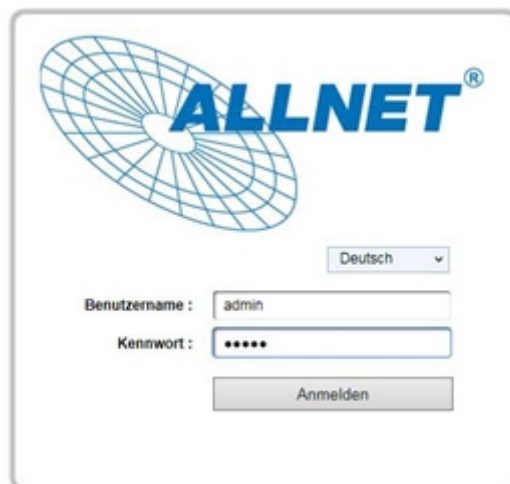 ALLNET®
Deutsch
Benutzername : admin
Kennwort : •••••
Anmelden